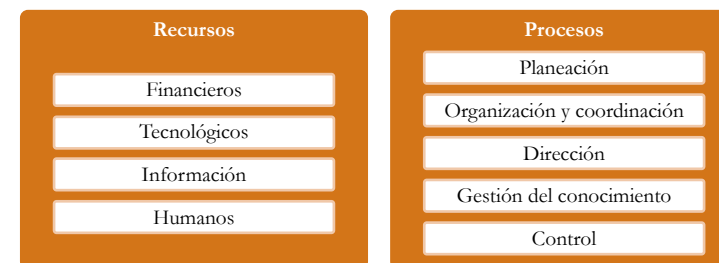 Recursos
Financieros
Tecnológicos
Información
Humanos
Procesos
Planeación
Organización y coordinación
Dirección
Gestión del conocimiento
Control